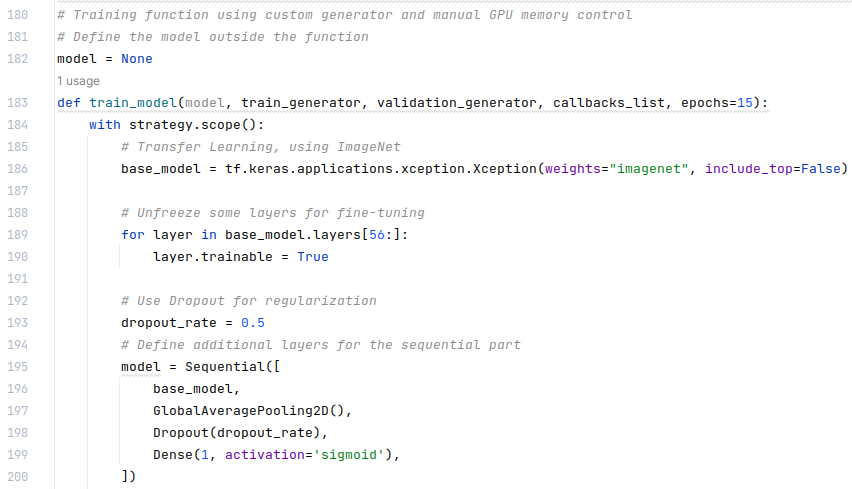 180 # Training function using custom generator and manual GPU memory control
181 # Define the model outside the function
182 model = None
1 usage
183 def train_model(model, train_generator, validation_generator, callbacks_list, epochs=15):
184     with strategy.scope():
185         # Transfer Learning, using ImageNet
186         base_model = tf.keras.applications.xception.Xception(weights="imagenet", include_top=False)
187
188         # Unfreeze some layers for fine-tuning
189         for layer in base_model.layers[56:]:
190             layer.trainable = True
191
192         # Use Dropout for regularization
193         dropout_rate = 0.5
194         # Define additional layers for the sequential part
195         model = Sequential([
196             base_model,
197             GlobalAveragePooling2D(),
198             Dropout(dropout_rate),
199             Dense(1, activation='sigmoid'),
200         ])